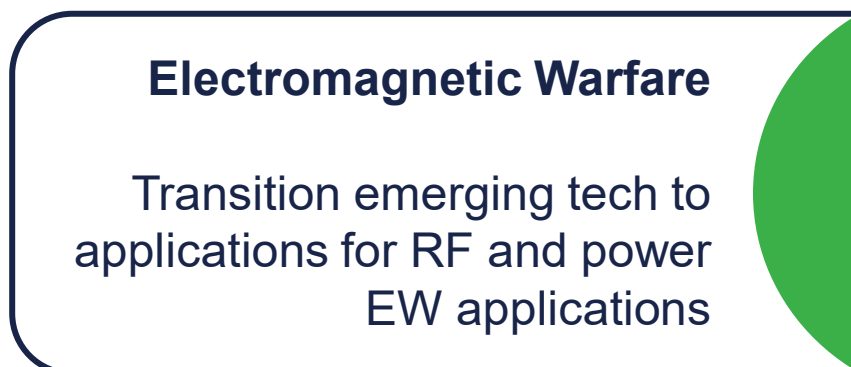 Electromagnetic Warfare
Transition emerging tech to
applications for RF and power
EW applications